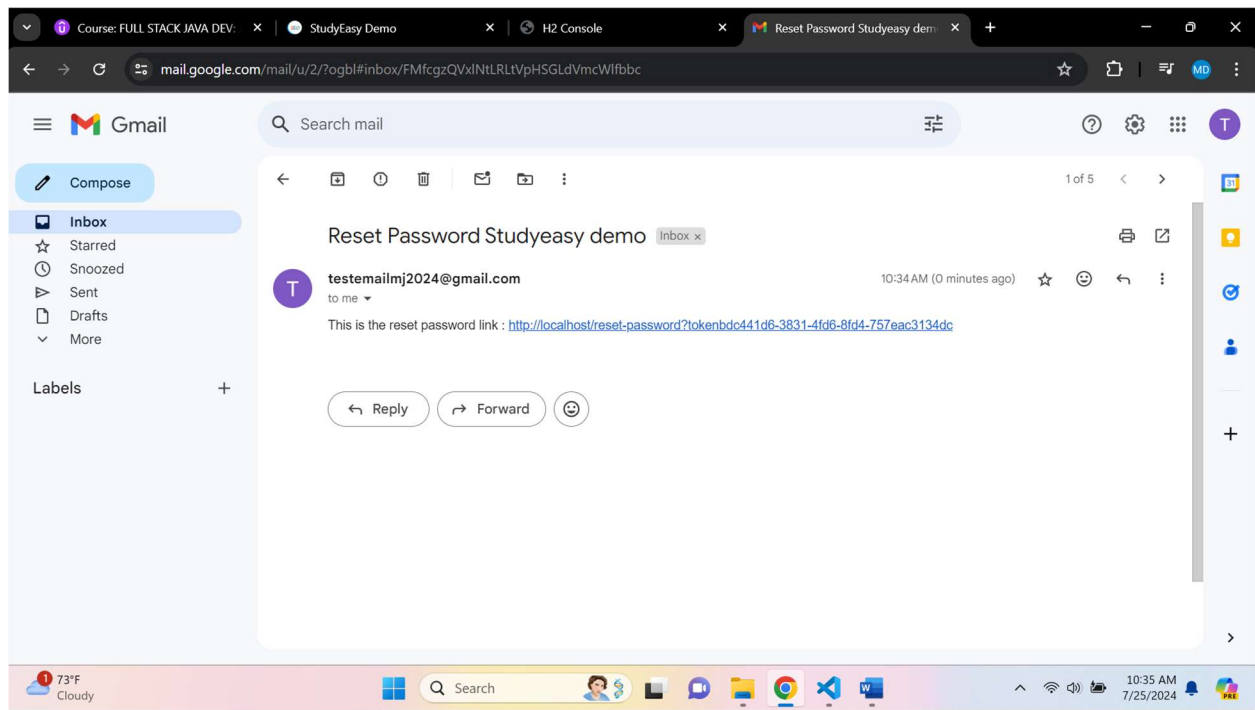 Course: FULL STACK JAVA DEV:
StudyEasy Demo
H2 Console
Reset Password Studyeasy dem
mail.google.com/mail/u/2/?ogbl#inbox/FMfcgzQVxlNtLRLtVpHSGLdVmcWlfbbc
MD
Gmail
Search mail
T
Compose
1 of 5
31
Inbox
Starred
Snoozed
Sent
Drafts
More
Labels
Reset Password Studyeasy demo Inbox x
T
testemailmj2024@gmail.com
10:34 AM (0 minutes ago)
to me
This is the reset password link : http://localhost/reset-password?tokenbdc441d6-3831-4fd6-8fd4-757eac3134dc
Reply
Forward
1
73°F
Cloudy
Search
W
10:35 AM
7/25/2024
PRE